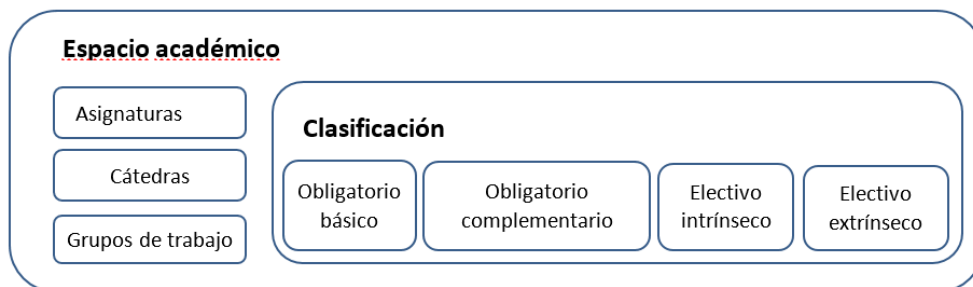 Espacio académico
Asignaturas
Cátedras
Grupos de trabajo
Clasificación
Obligatorio
básico
Obligatorio
complementario
Electivo
intrínseco
Electivo
extrínseco